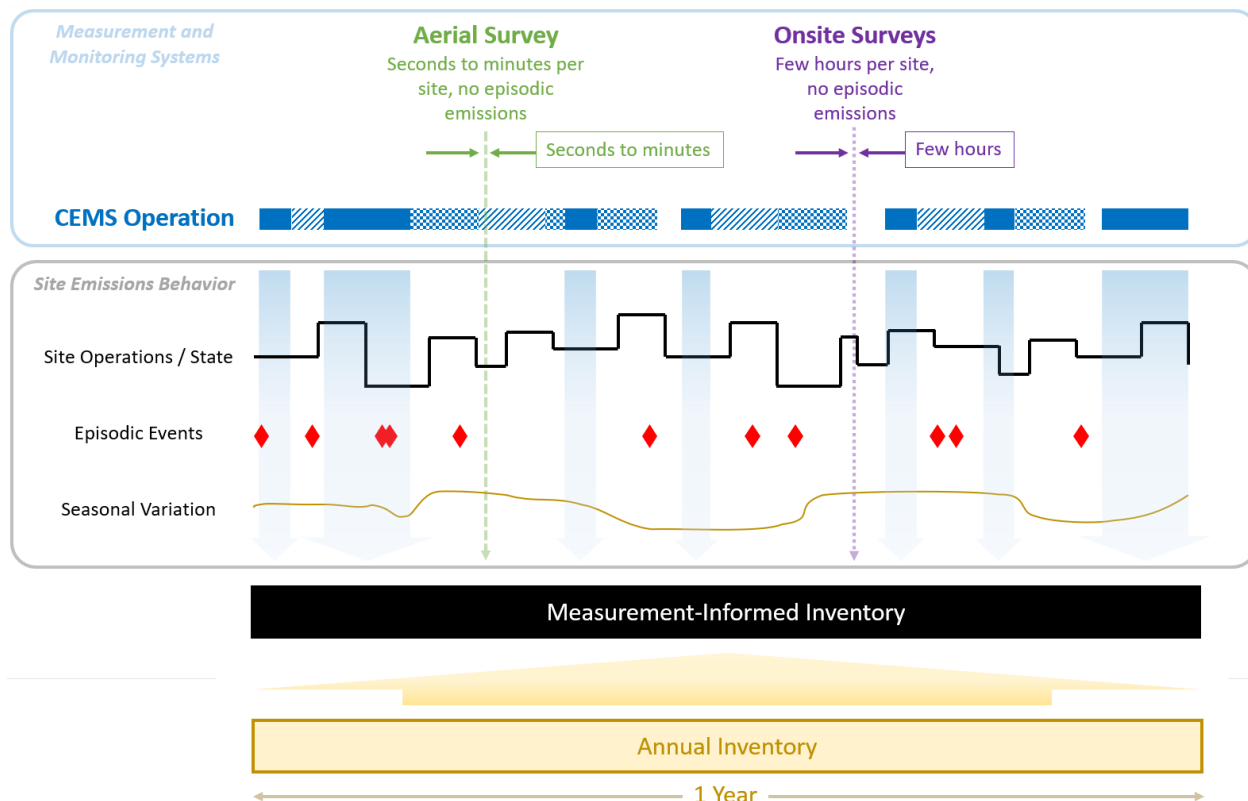 Measurement and
Monitoring Systems
Aerial Survey
Seconds to minutes per
site, no episodic
emissions
Onsite Surveys
Few hours per site,
no episodic
emissions
Seconds to minutes
Few hours
CEMS Operation
Site Emissions Behavior
Site Operations / State
Episodic Events
Seasonal Variation
Measurement-Informed Inventory
Annual Inventory
1 Year